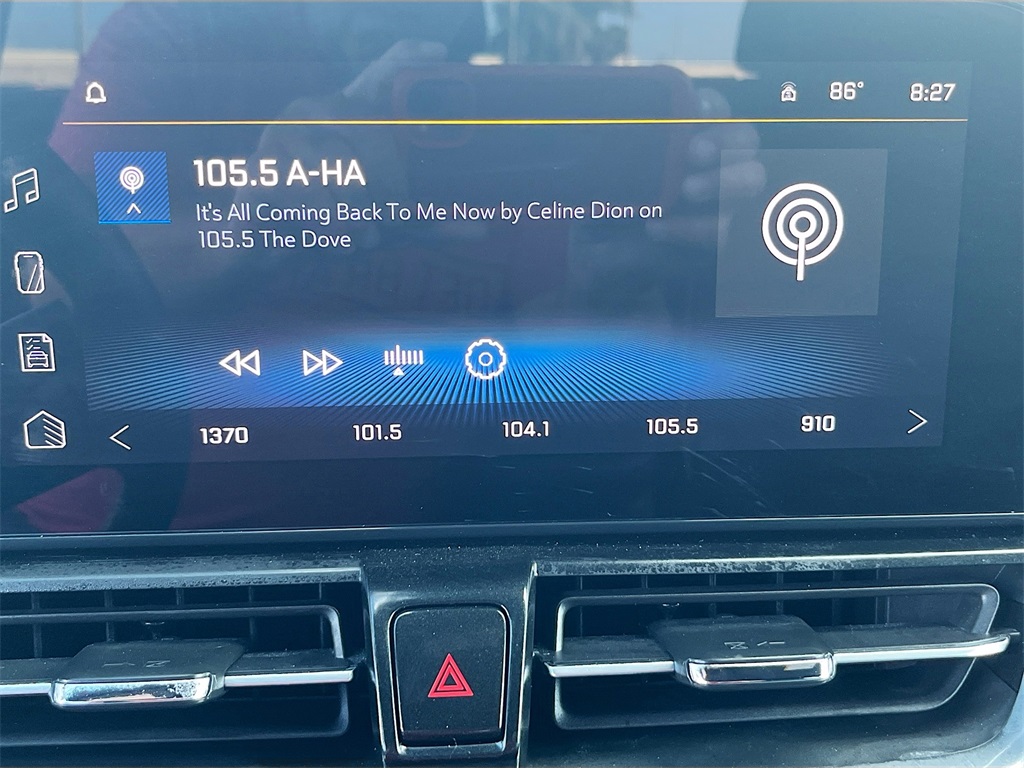 86° 8:27
105.5 A-HA
It's All Coming Back To Me Now by Celine Dion on
105.5 The Dove
1370 101.5 104.1 105.5 910